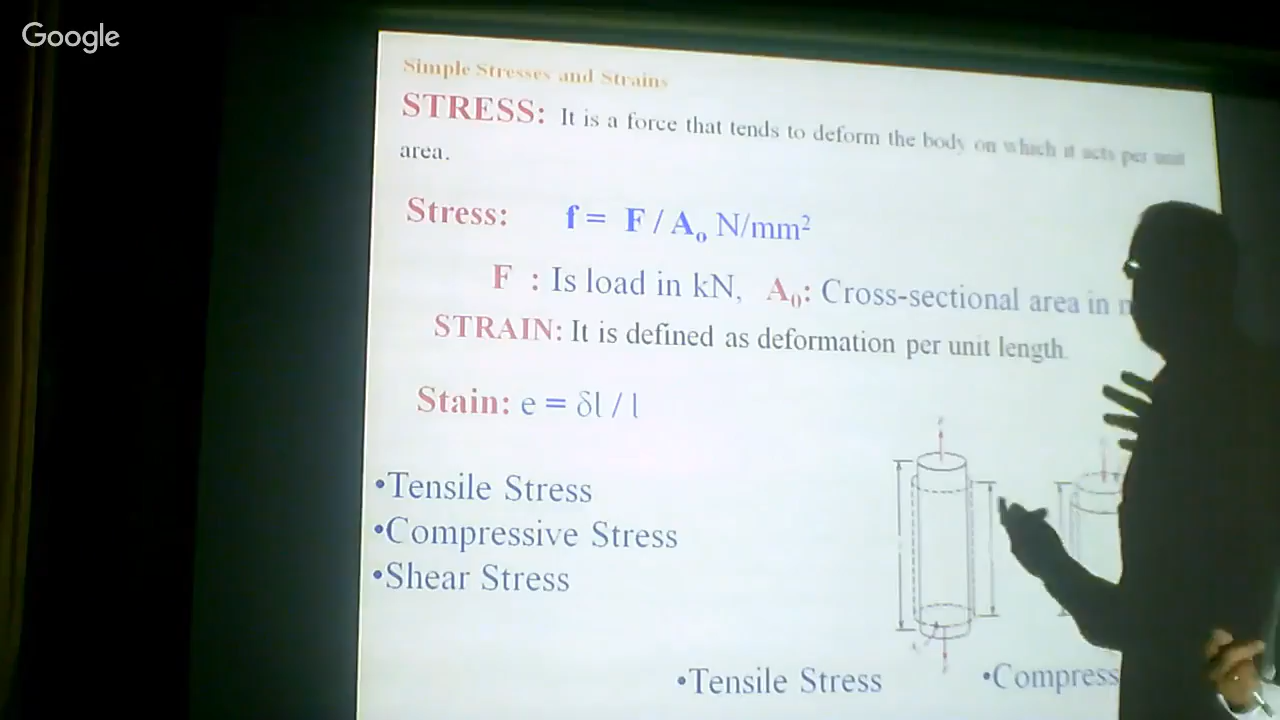 Google
Simple Stresses and Strains
STRESS: It is a force that tends to deform the body on which it acts per unit
area.
Stress: f = F / Aₒ N/mm²
F : Is load in kN, A₀: Cross-sectional area in
STRAIN: It is defined as deformation per unit length
Stain: e = δl / l
•Tensile Stress
•Compressive Stress
•Shear Stress
•Tensile Stress •Compress